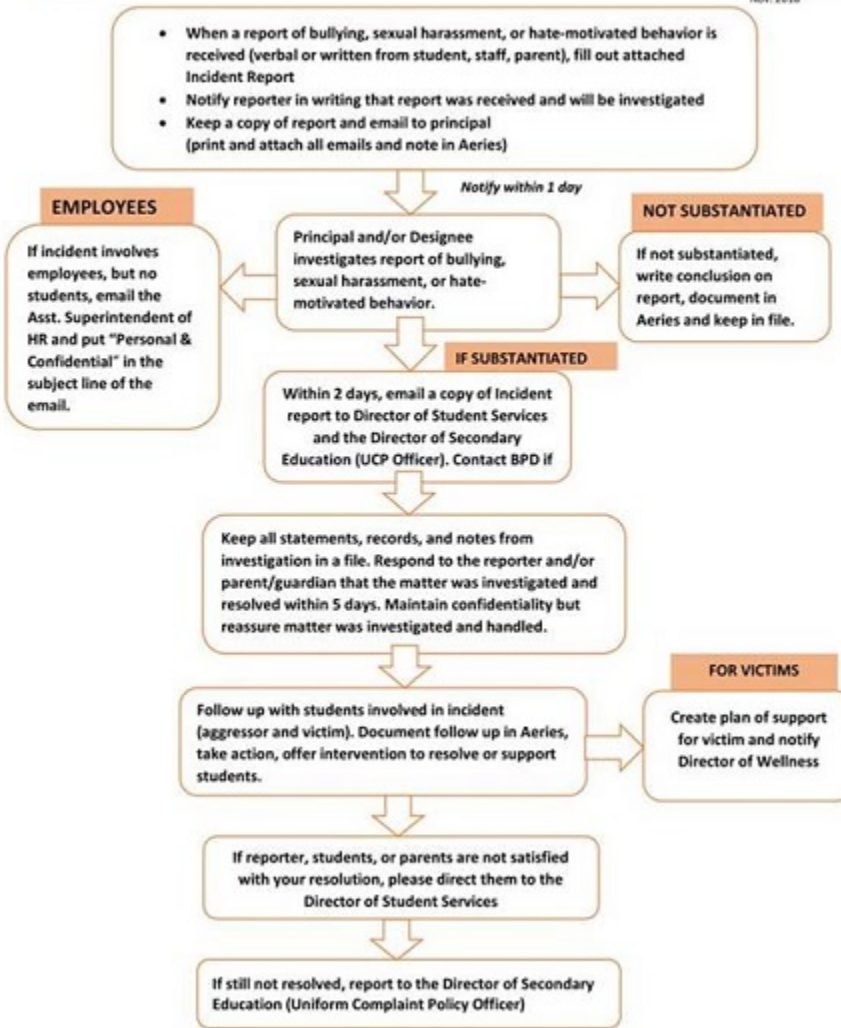 • When a report of bullying, sexual harassment, or hate-motivated behavior is
received (verbal or written from student, staff, parent), fill out attached
Incident Report
• Notify reporter in writing that report was received and will be investigated
• Keep a copy of report and email to principal
(print and attach all emails and note in Aeries)
Notify within 1 day
EMPLOYEES
If incident involves
employees, but no
students, email the
Asst. Superintendent of
HR and put "Personal &
Confidential" in the
subject line of the
email.
Principal and/or Designee
investigates report of bullying,
sexual harassment, or hate-
motivated behavior.
NOT SUBSTANTIATED
If not substantiated,
write conclusion on
report, document in
Aeries and keep in file.
IF SUBSTANTIATED
Within 2 days, email a copy of Incident
report to Director of Student Services
and the Director of Secondary
Education (UCP Officer). Contact BPD if
Keep all statements, records, and notes from
investigation in a file. Respond to the reporter and/or
parent/guardian that the matter was investigated and
resolved within 5 days. Maintain confidentiality but
reassure matter was investigated and handled.
Follow up with students involved in incident
(aggressor and victim). Document follow up in Aeries,
take action, offer intervention to resolve or support
students.
FOR VICTIMS
Create plan of support
for victim and notify
Director of Wellness
If reporter, students, or parents are not satisfied
with your resolution, please direct them to the
Director of Student Services
If still not resolved, report to the Director of Secondary
Education (Uniform Complaint Policy Officer)